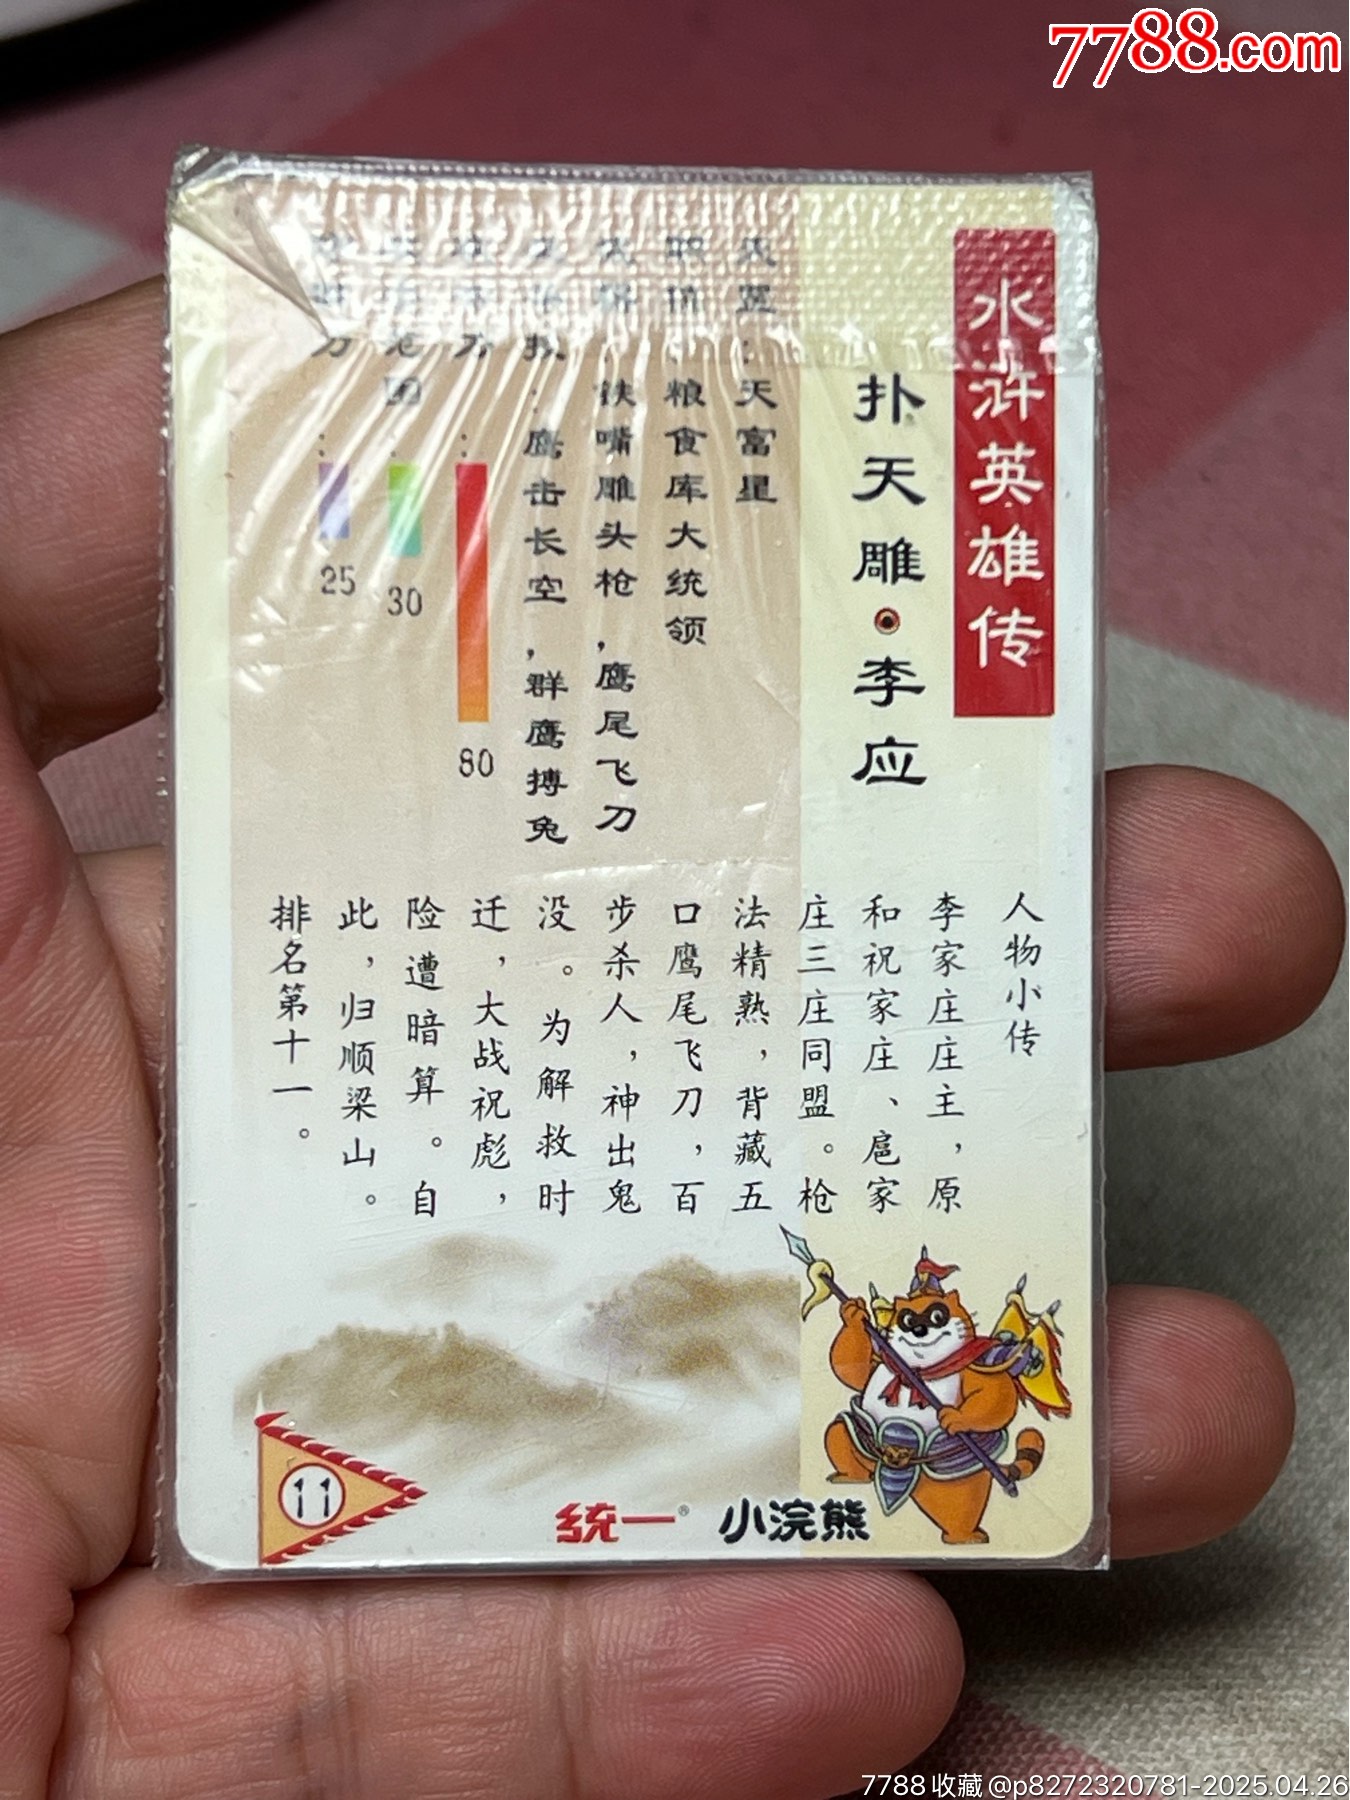 7788.com
水浒英雄传
扑天雕·李应
:天富星
粮食库大统领
铁嘴雕头枪,鹰尾飞刀
:鹰击长空,群鹰搏兔
: 80
: 30
: 25
人物小传
李家庄庄主,原
和祝家庄、扈家
庄三庄同盟。枪
法精熟,背藏五
口鹰尾飞刀,百
步杀人,神出鬼
没。为解救时
迁,大战祝彪,
险遭暗算。自
此,归顺梁山。
排名第十一。
11
统一® 小浣熊
7788收藏@p8272320781-2025.04.26